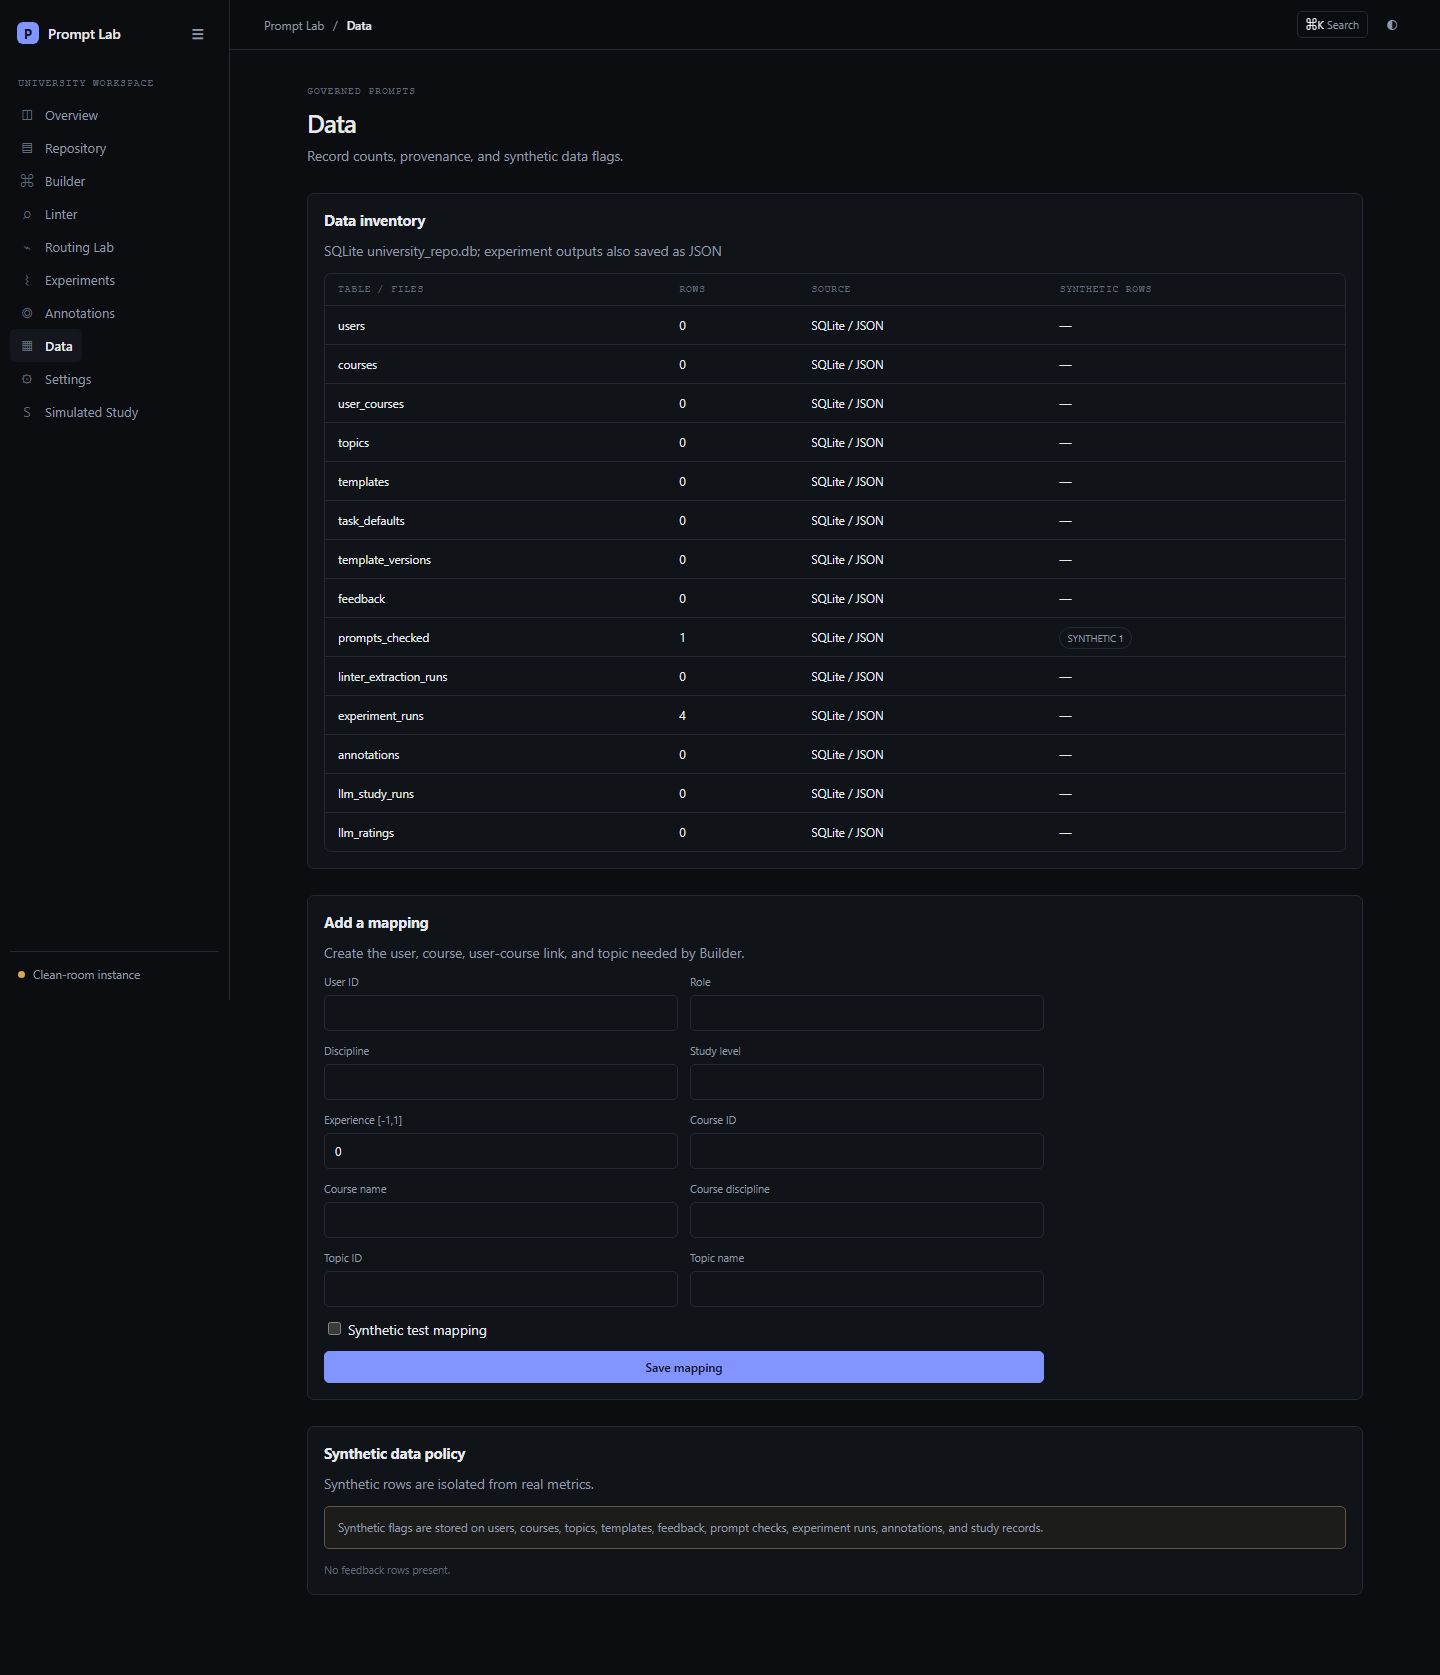 P Prompt Lab
Prompt Lab / Data
⌘K Search
UNIVERSITY WORKSPACE
Overview
Repository
Builder
Linter
Routing Lab
Experiments
Annotations
Data
Settings
S Simulated Study
Clean-room instance
GOVERNED PROMPTS
Data
Record counts, provenance, and synthetic data flags.
Data inventory
SQLite university_repo.db; experiment outputs also saved as JSON
TABLE / FILES ROWS SOURCE SYNTHETIC ROWS
users 0 SQLite / JSON —
courses 0 SQLite / JSON —
user_courses 0 SQLite / JSON —
topics 0 SQLite / JSON —
templates 0 SQLite / JSON —
task_defaults 0 SQLite / JSON —
template_versions 0 SQLite / JSON —
feedback 0 SQLite / JSON —
prompts_checked 1 SQLite / JSON SYNTHETIC 1
linter_extraction_runs 0 SQLite / JSON —
experiment_runs 4 SQLite / JSON —
annotations 0 SQLite / JSON —
llm_study_runs 0 SQLite / JSON —
llm_ratings 0 SQLite / JSON —
Add a mapping
Create the user, course, user-course link, and topic needed by Builder.
User ID Role
Discipline Study level
Experience [-1,1] Course ID
0
Course name Course discipline
Topic ID Topic name
Synthetic test mapping
Save mapping
Synthetic data policy
Synthetic rows are isolated from real metrics.
Synthetic flags are stored on users, courses, topics, templates, feedback, prompt checks, experiment runs, annotations, and study records.
No feedback rows present.